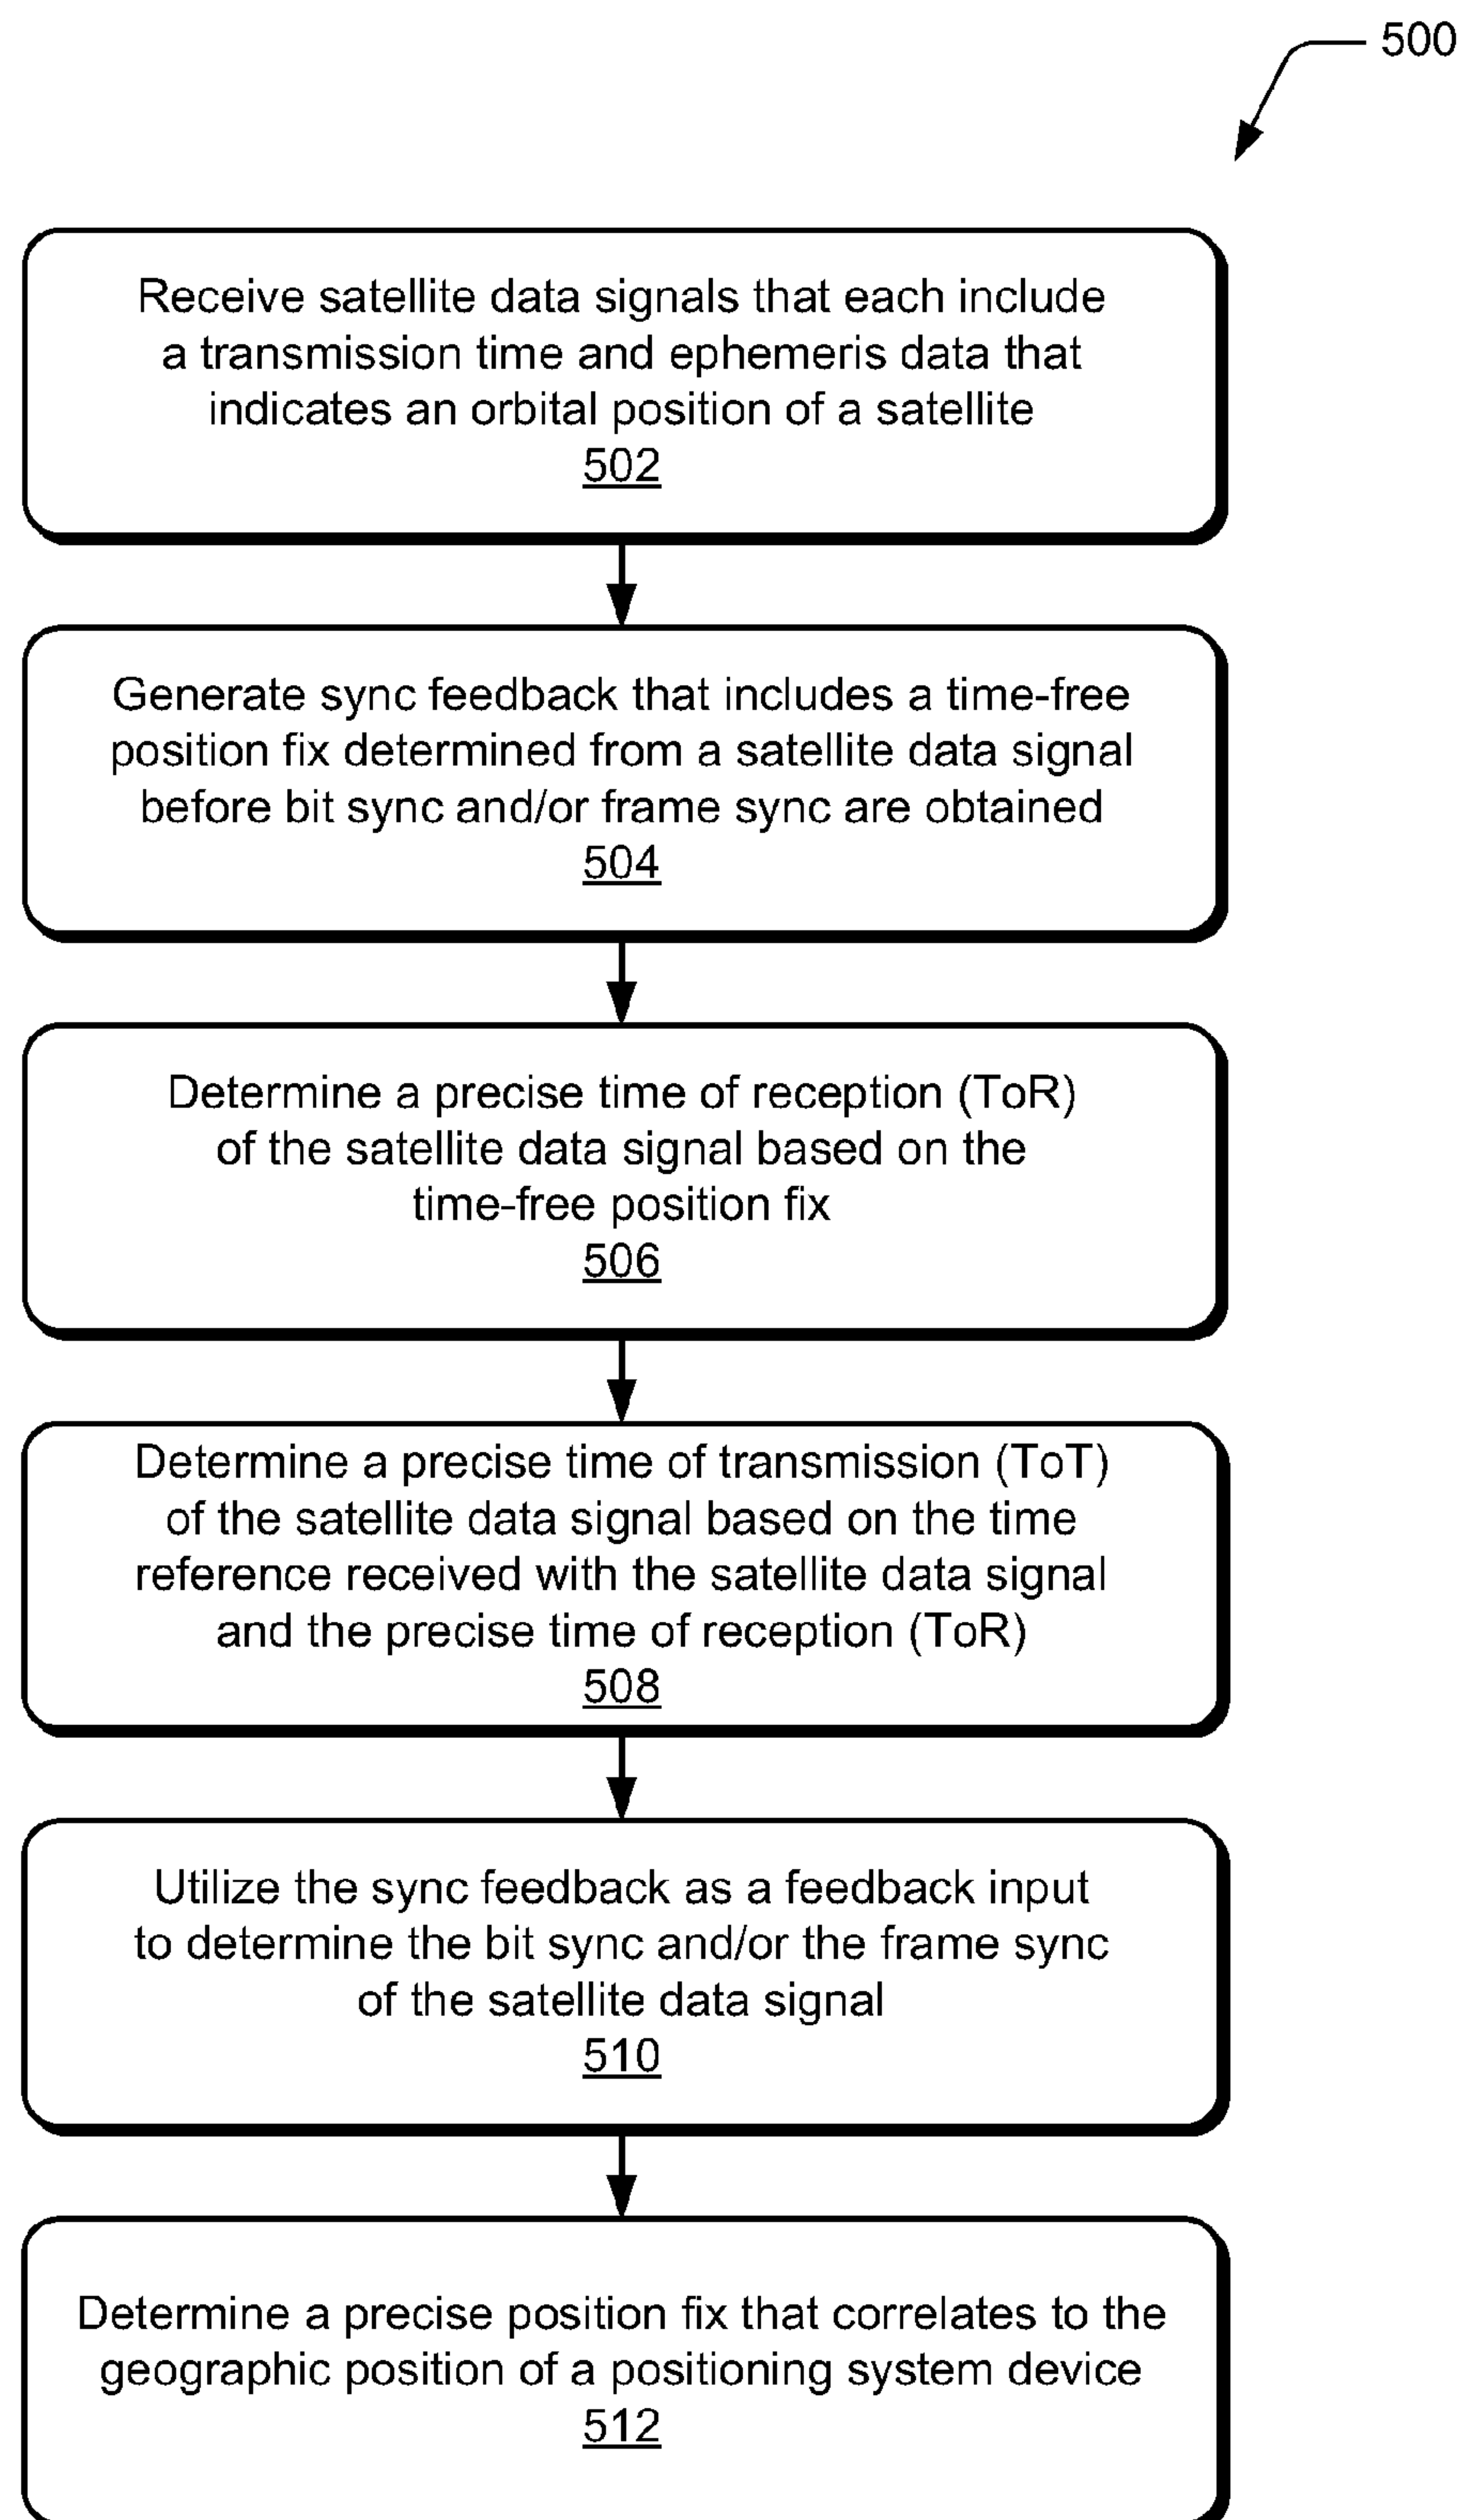 500
Receive satellite data signals that each include
a transmission time and ephemeris data that
indicates an orbital position of a satellite
502
Generate sync feedback that includes a time-free
position fix determined from a satellite data signal
before bit sync and/or frame sync are obtained
504
Determine a precise time of reception (ToR)
of the satellite data signal based on the
time-free position fix
506
Determine a precise time of transmission (ToT)
of the satellite data signal based on the time
reference received with the satellite data signal
and the precise time of reception (ToR)
508
Utilize the sync feedback as a feedback input
to determine the bit sync and/or the frame sync
of the satellite data signal
510
Determine a precise position fix that correlates to the
geographic position of a positioning system device
512